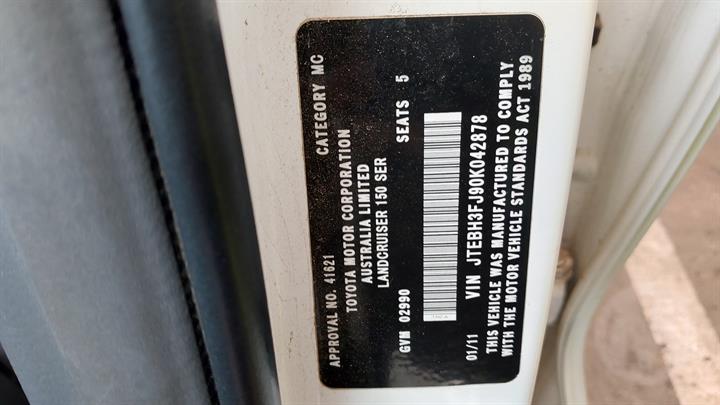 APPROVAL NO. 41621 CATEGORY MC
TOYOTA MOTOR CORPORATION
AUSTRALIA LIMITED
LANDCRUISER 150 SER
GVM 02990 SEATS 5
01/11 VIN JTEBH3FJ90K042878
THIS VEHICLE WAS MANUFACTURED TO COMPLY
WITH THE MOTOR VEHICLE STANDARDS ACT 1989